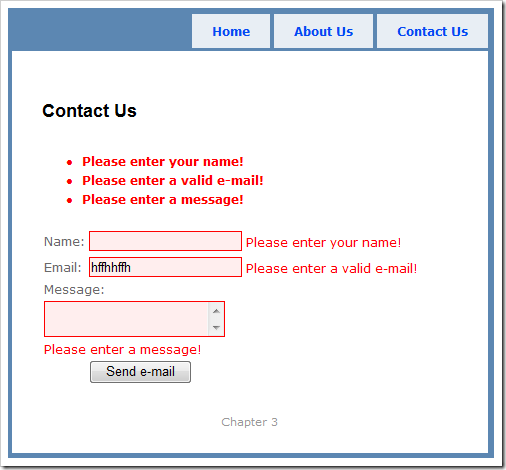 Home About Us Contact Us
Contact Us
Please enter your name!
Please enter a valid e-mail!
Please enter a message!
Name: Please enter your name!
Email: hffhhffh Please enter a valid e-mail!
Message:
Please enter a message!
Send e-mail
Chapter 3